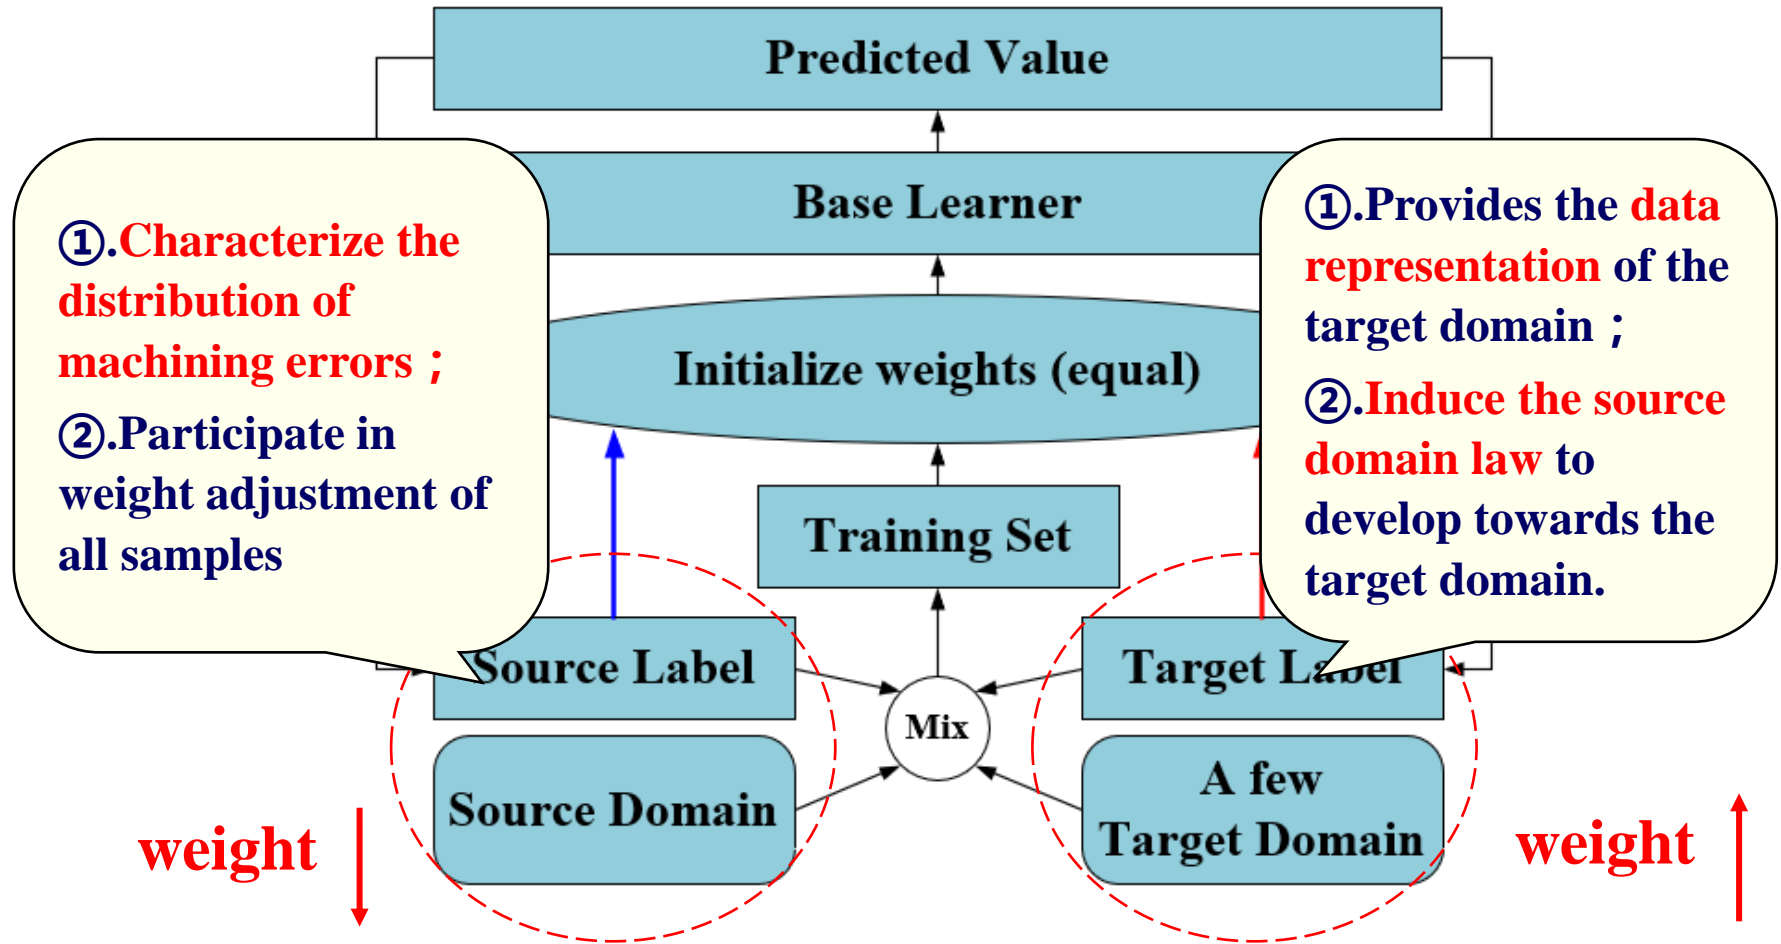 Predicted Value
Base Learner
Initialize weights (equal)
Training Set
①.Characterize the
distribution of
machining errors；
②.Participate in
weight adjustment of
all samples
①.Provides the data
representation of the
target domain；
②.Induce the source
domain law to
develop towards the
target domain.
Source Label
Target Label
Mix
Source Domain
A few
Target Domain
weight
weight